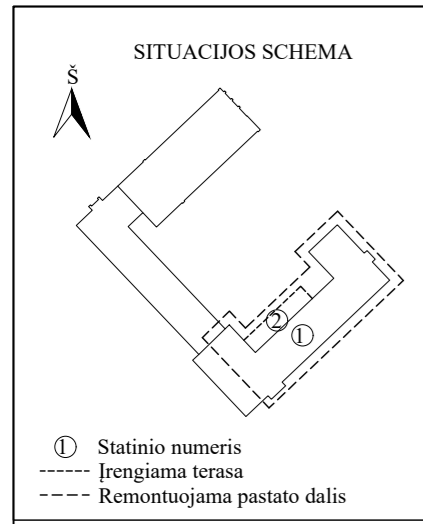 SITUACIJOS SCHEMA
Š
2
1
1 Statinio numeris
Įrengiama terasa
Remontuojama pastato dalis